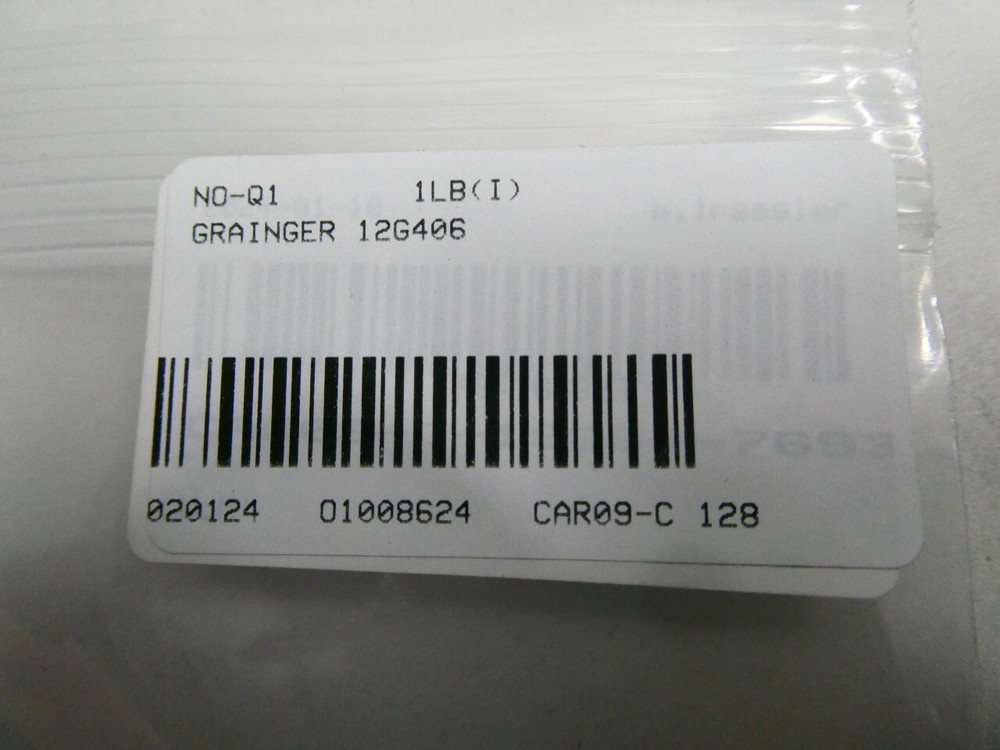 NO-Q1 1LB(I)
GRAINGER 12G406
020124 01008624 CAR09-C 128